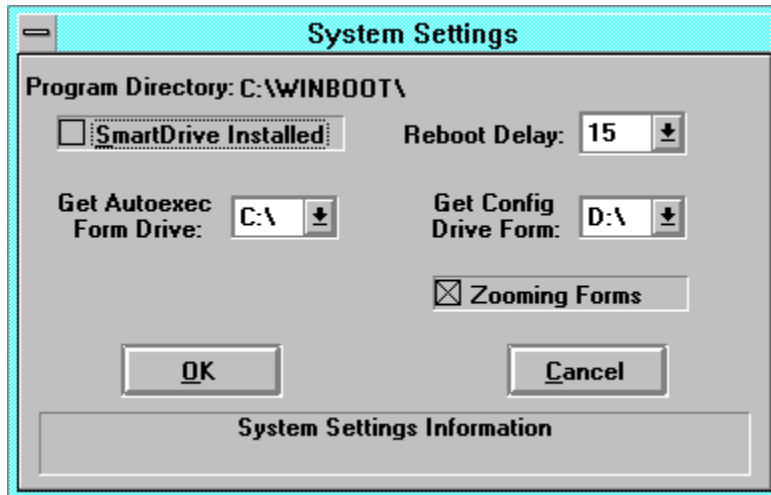 System Settings
Program Directory: C:\WINBOOT\
SmartDrive Installed
Reboot Delay: 15
Get Autoexec
Form Drive: C:\
Get Config
Drive Form: D:\
Zooming Forms
OK
Cancel
System Settings Information